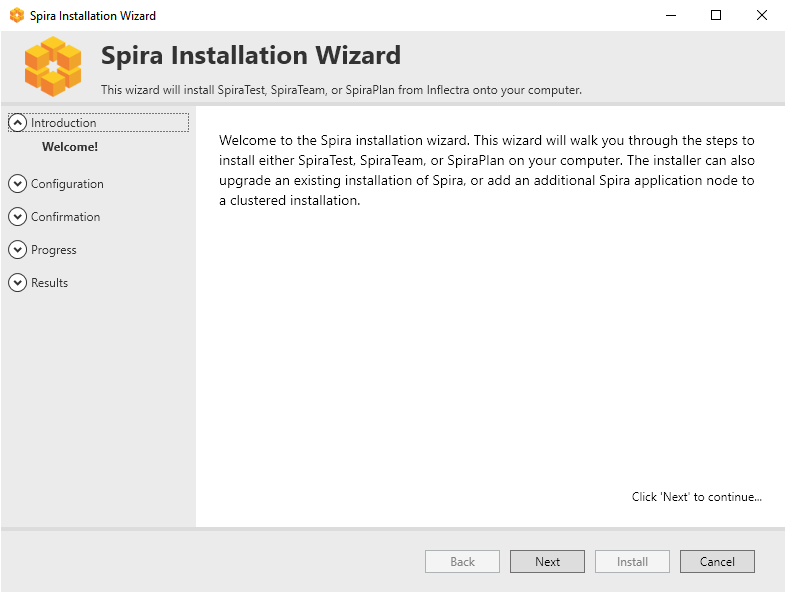 Spira Installation Wizard
Spira Installation Wizard
This wizard will install SpiraTest, SpiraTeam, or SpiraPlan from Inflectra onto your computer.
Introduction
Welcome!
Configuration
Confirmation
Progress
Results
Welcome to the Spira installation wizard. This wizard will walk you through the steps to
install either SpiraTest, SpiraTeam, or SpiraPlan on your computer. The installer can also
upgrade an existing installation of Spira, or add an additional Spira application node to
a clustered installation.
Click 'Next' to continue...
Back
Next
Install
Cancel